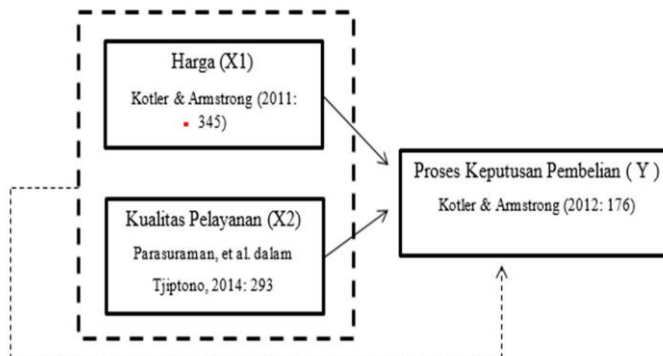 Harga (X1)
Kotler & Armstrong (2011:
345)
Kualitas Pelayanan (X2)
Parasuraman, et al. dalam
Tjiptono, 2014: 293
Proses Keputusan Pembelian ( Y )
Kotler & Armstrong (2012: 176)